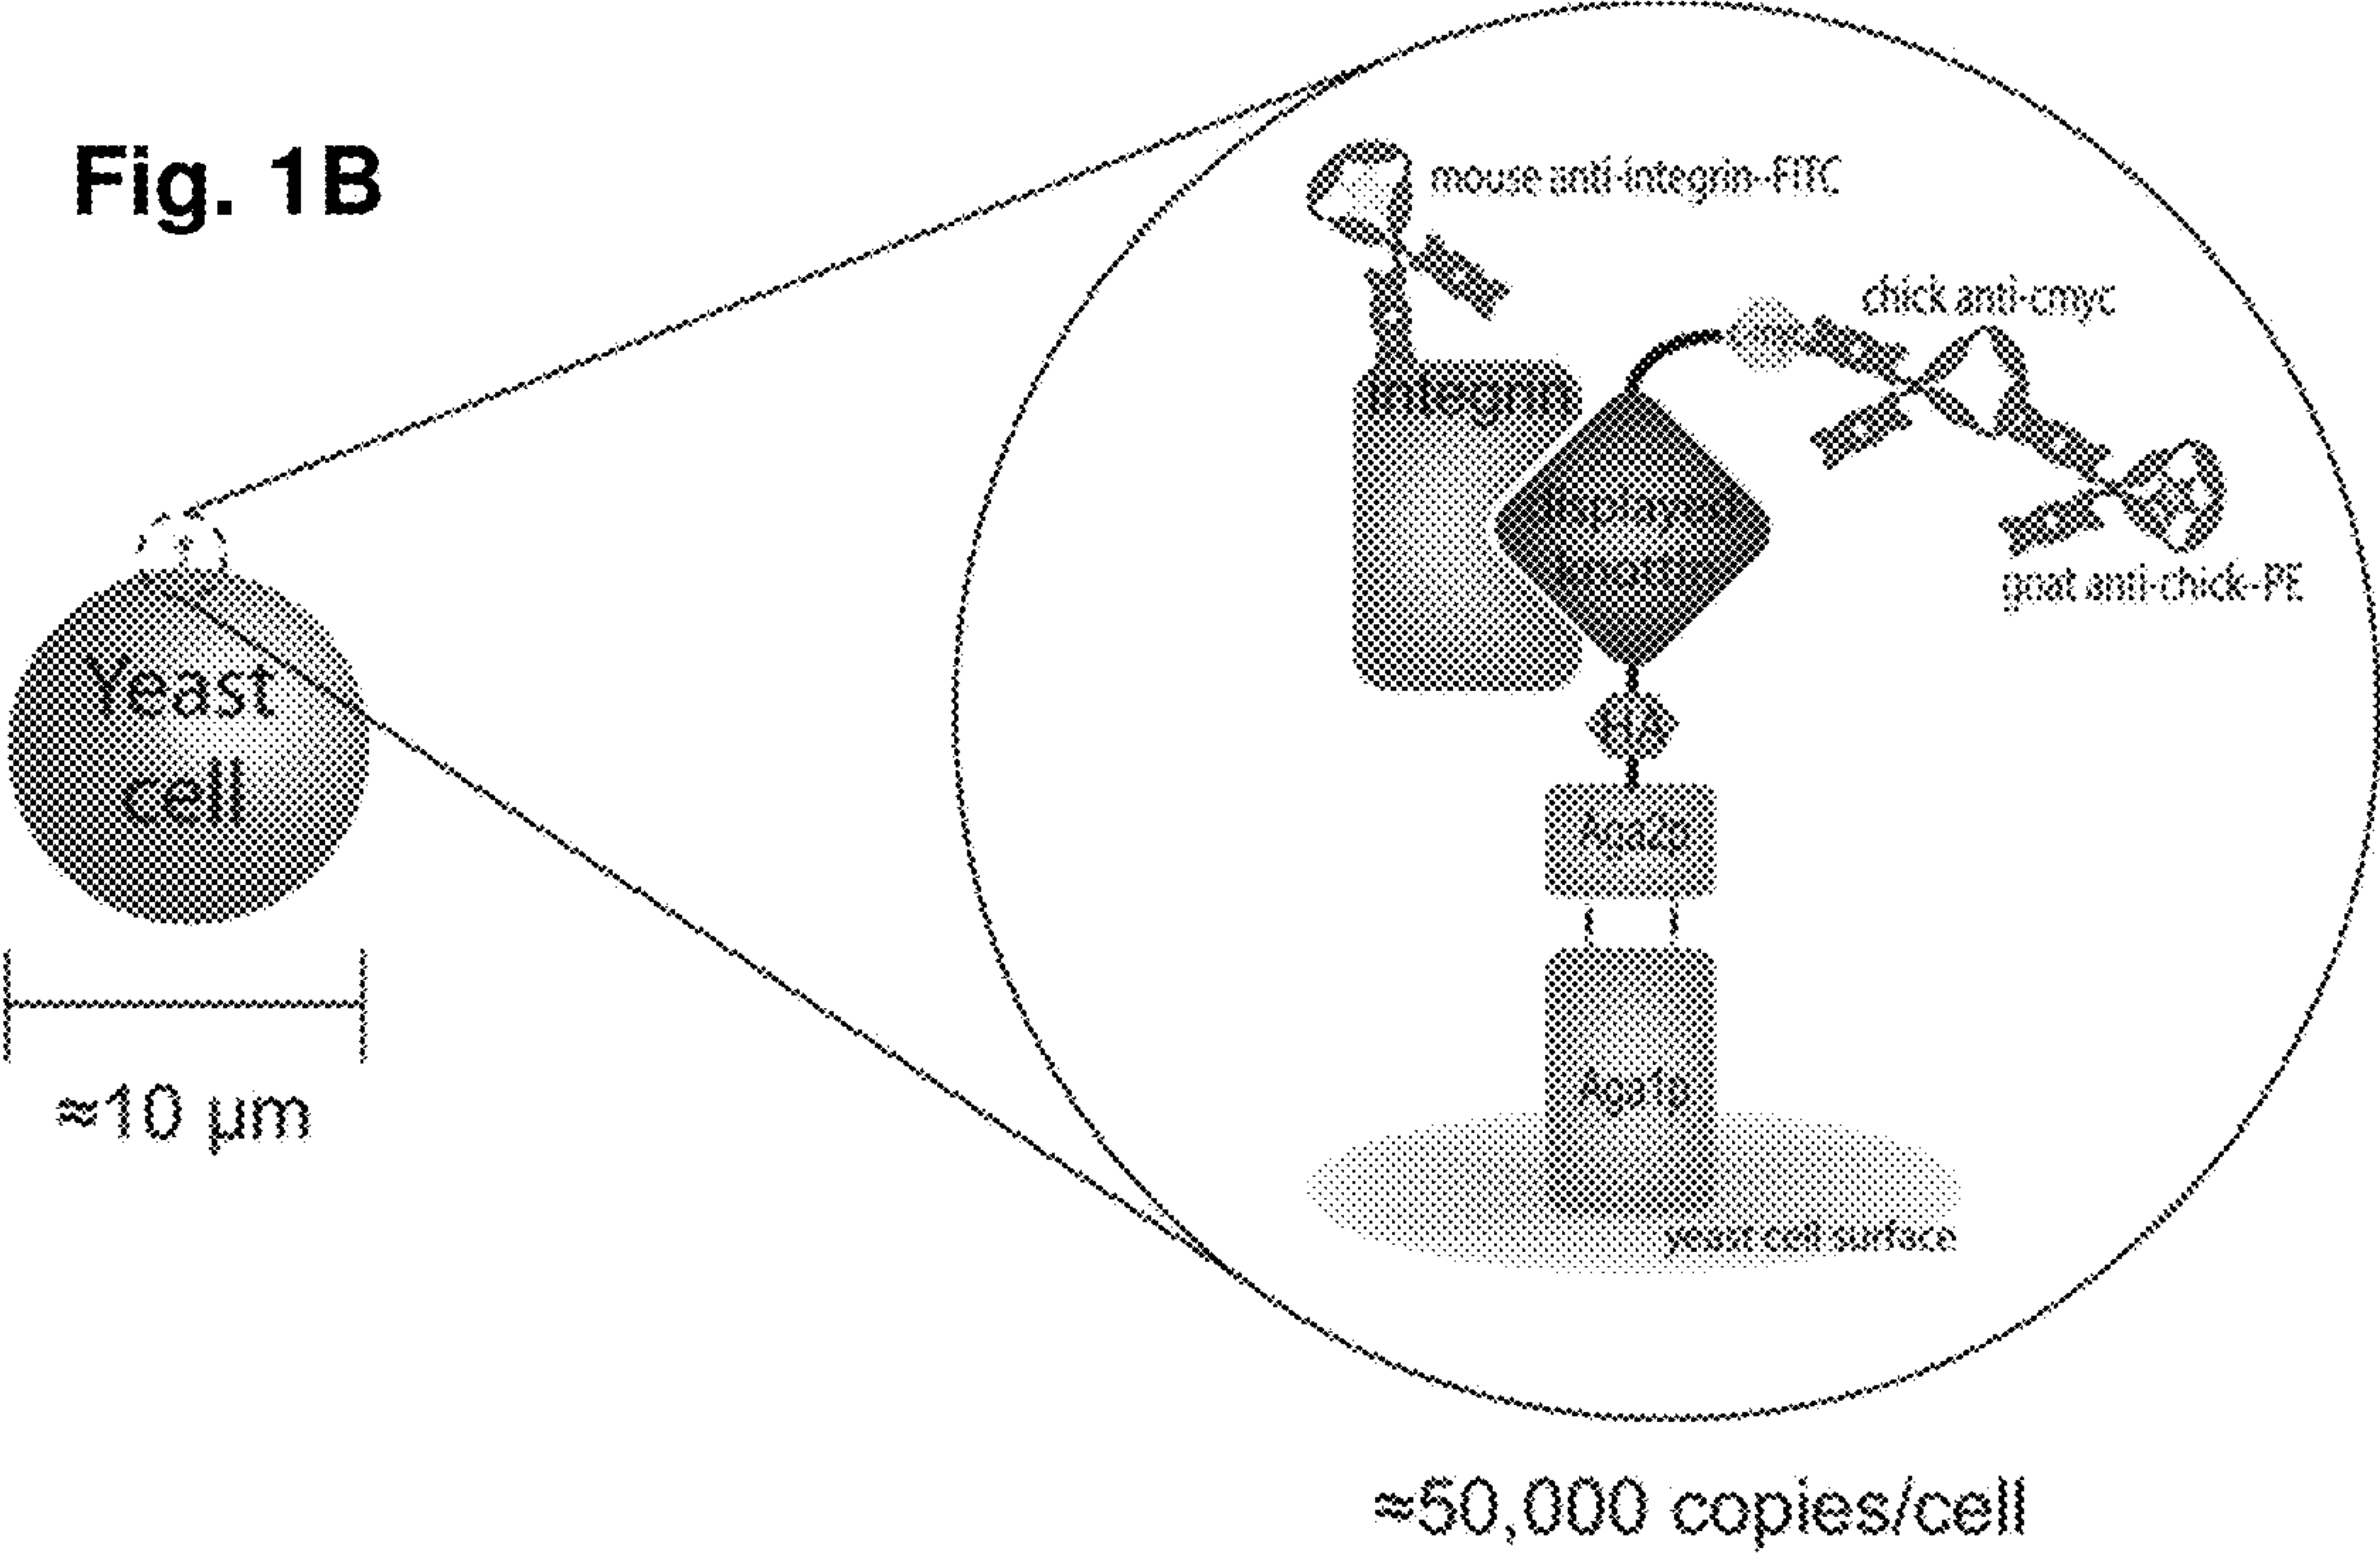 Fig. 1B
mouse anti-integrin-FITC
chick anti-cmyc
Integrin
goat anti-chick-PE
HA
Yeast
cell
Aga2p
Aga1p
≈10 μm
yeast cell surface
≈50,000 copies/cell